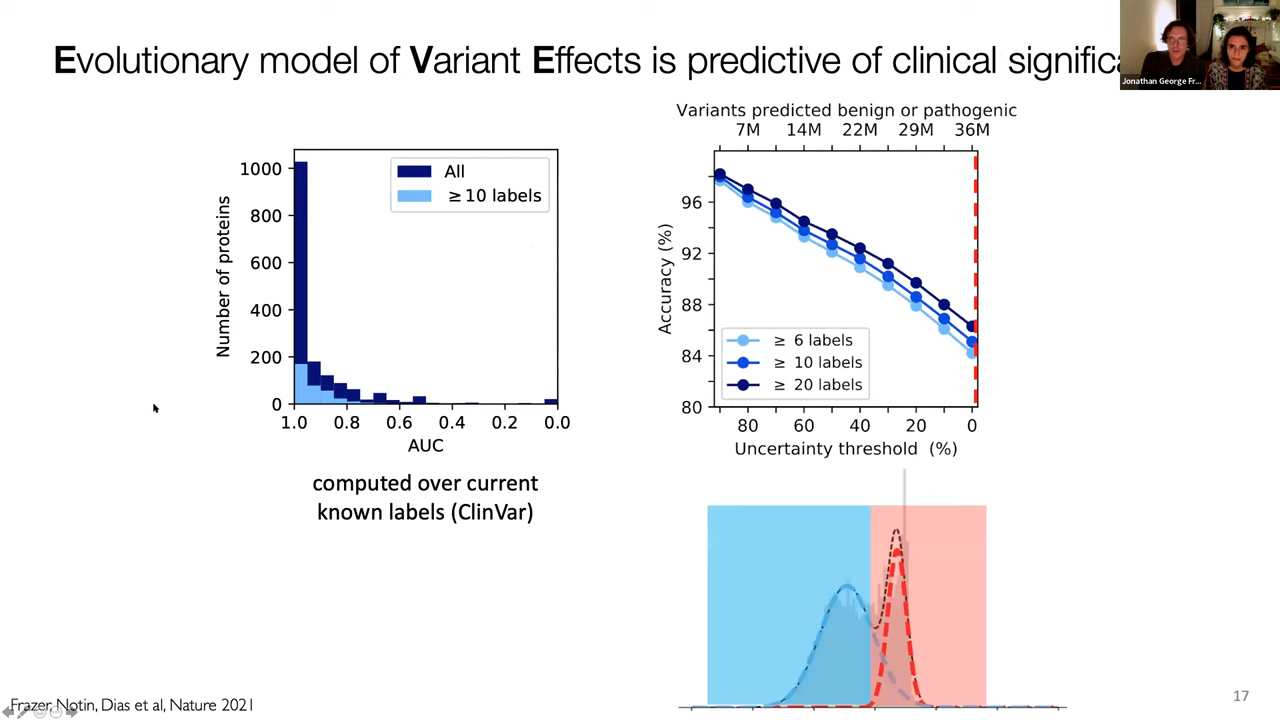 Evolutionary model of Variant Effects is predictive of clinical signific
Jonathan George Fr...
1000
800
600
400
200
0
Number of proteins
All
≥ 10 labels
1.0 0.8 0.6 0.4 0.2 0.0
AUC
computed over current
known labels (ClinVar)
Variants predicted benign or pathogenic
7M 14M 22M 29M 36M
96
92
88
84
80
Accuracy (%)
≥ 6 labels
≥ 10 labels
≥ 20 labels
80 60 40 20 0
Uncertainty threshold (%)
Frazer, Notin, Dias et al, Nature 2021
17